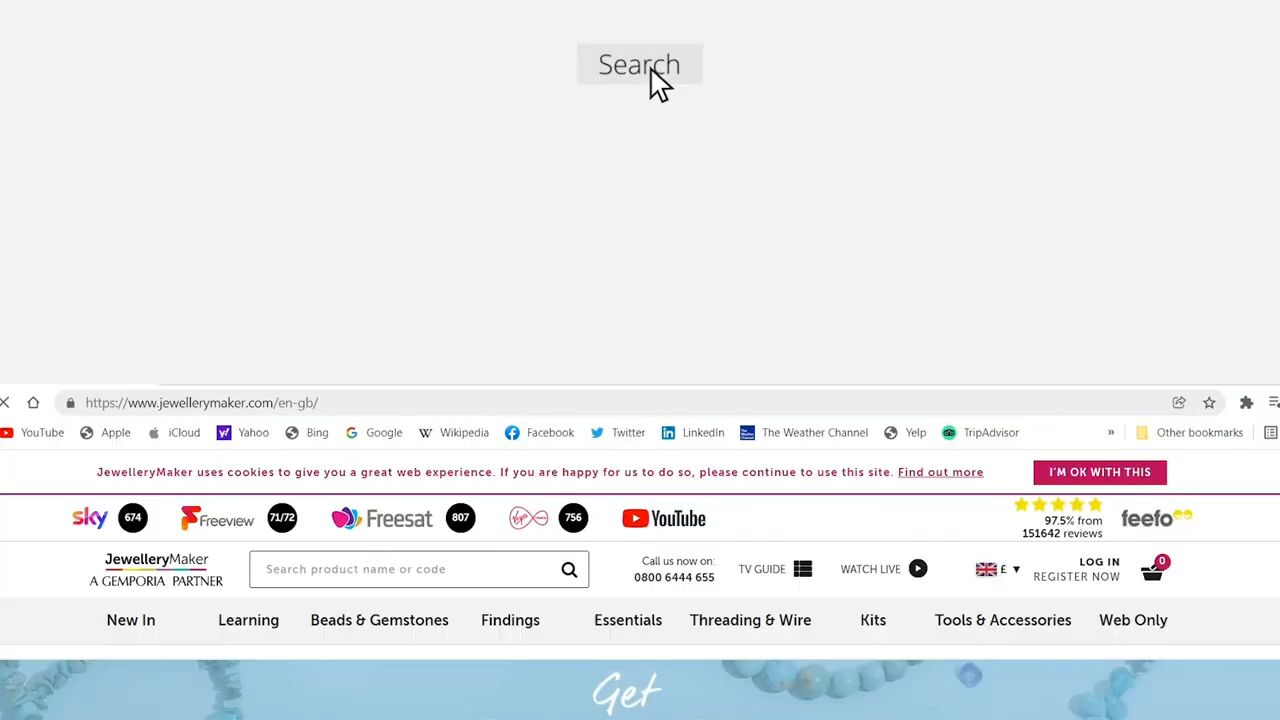 Search
https://www.jewellerymaker.com/en-gb/
YouTube Apple iCloud Yahoo Bing Google Wikipedia Facebook Twitter LinkedIn The Weather Channel Yelp TripAdvisor » Other bookmarks
JewelleryMaker uses cookies to give you a great web experience. If you are happy for us to do so, please continue to use this site. Find out more I'M OK WITH THIS
sky 674 Freeview 71/72 Freesat 807 Virgin media 756 YouTube 97.5% from feefo
151642 reviews
JewelleryMaker
A GEMPORIA PARTNER
Search product name or code
Call us now on:
0800 6444 655
TV GUIDE WATCH LIVE £ ▼
LOG IN
REGISTER NOW
0
New In Learning Beads & Gemstones Findings Essentials Threading & Wire Kits Tools & Accessories Web Only
Get